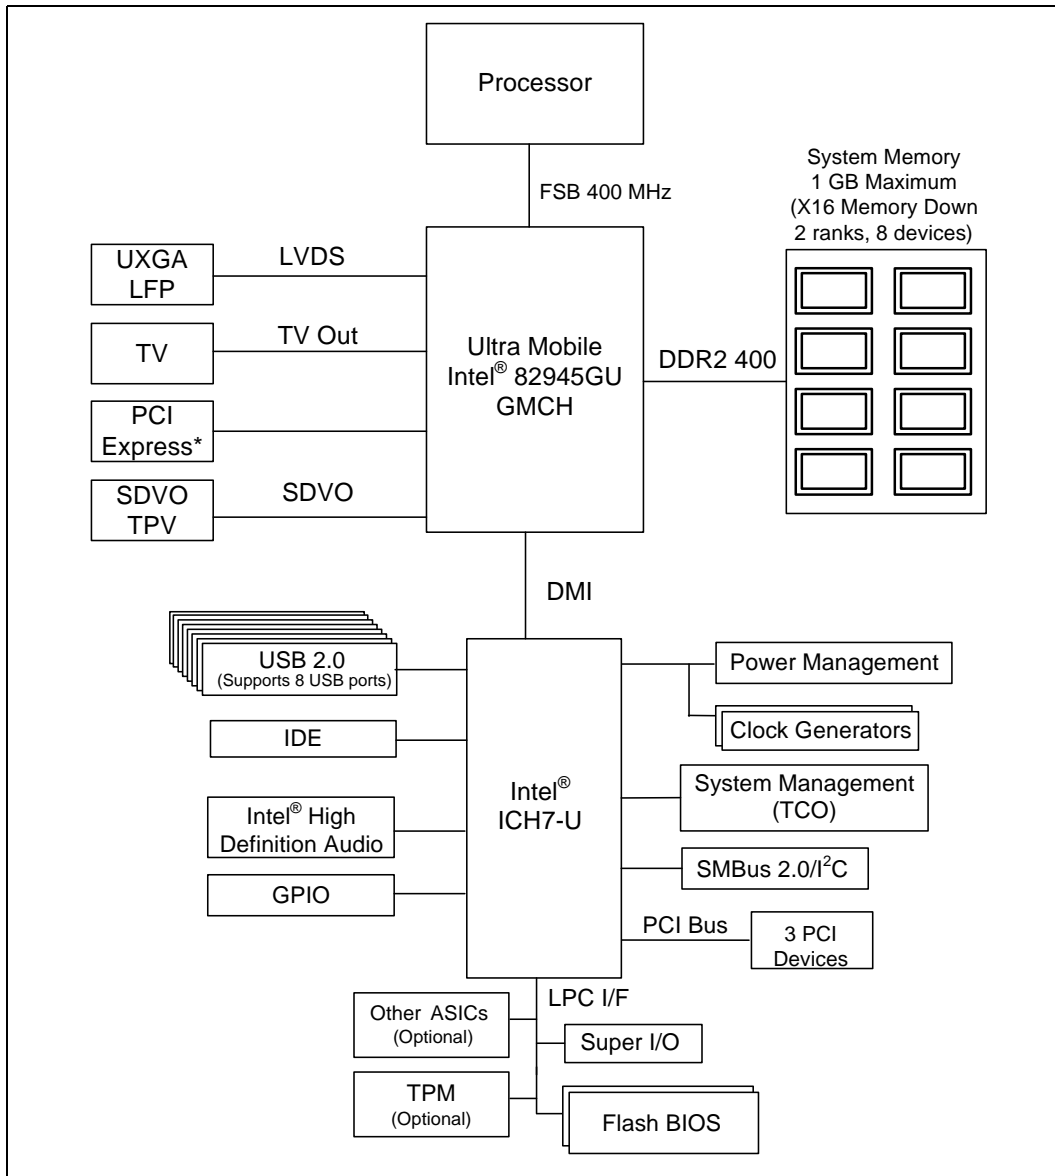 Processor
System Memory
1 GB Maximum
(X16 Memory Down
2 ranks, 8 devices)
FSB 400 MHz
UXGA
LFP
LVDS
TV
TV Out
Ultra Mobile
Intel® 82945GU
GMCH
DDR2 400
PCI
Express*
SDVO
TPV
SDVO
DMI
USB 2.0
(Supports 8 USB ports)
Power Management
IDE
Clock Generators
Intel®
ICH7-U
System Management
(TCO)
Intel® High
Definition Audio
SMBus 2.0/I²C
GPIO
PCI Bus
3 PCI
Devices
LPC I/F
Other ASICs
(Optional)
Super I/O
TPM
(Optional)
Flash BIOS